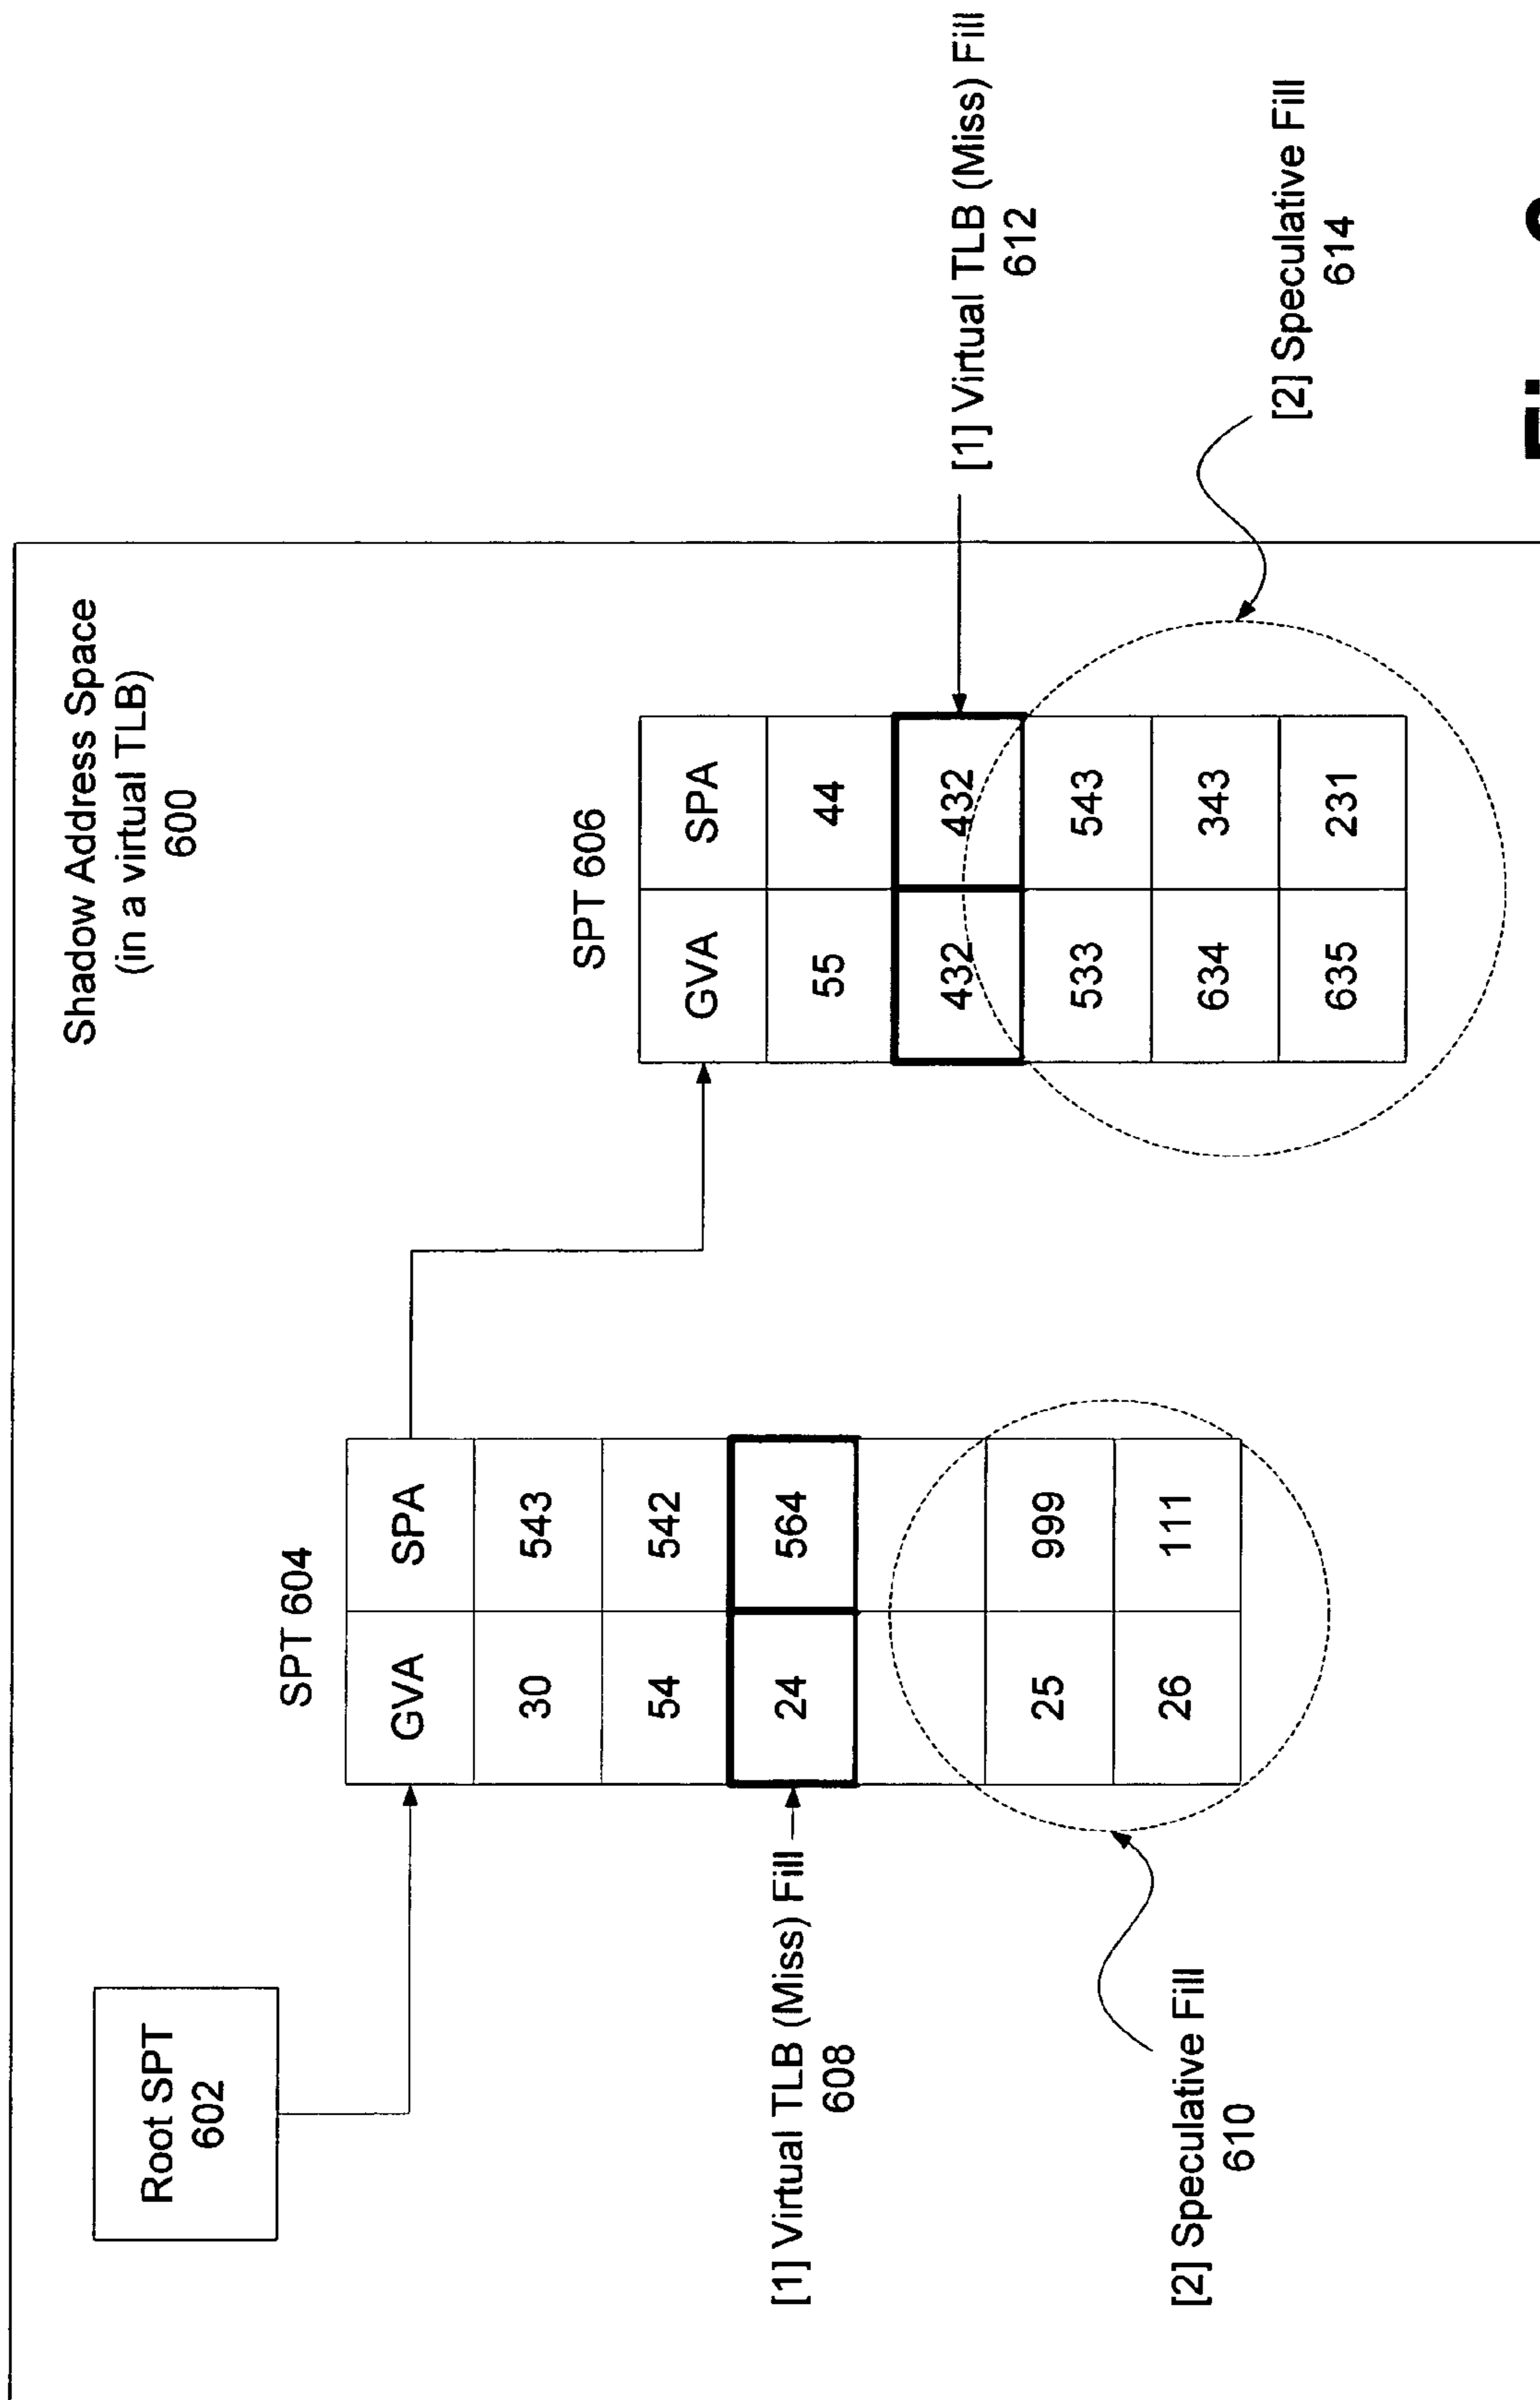 Shadow Address Space
(in a virtual TLB)
600
Root SPT
602
SPT 604
GVA SPA
30 543
54 542
24 564
25 999
26 111
[1] Virtual TLB (Miss) Fill
608
[2] Speculative Fill
610
SPT 606
GVA SPA
55 44
432 432
533 543
634 343
635 231
[1] Virtual TLB (Miss) Fill
612
[2] Speculative Fill
614